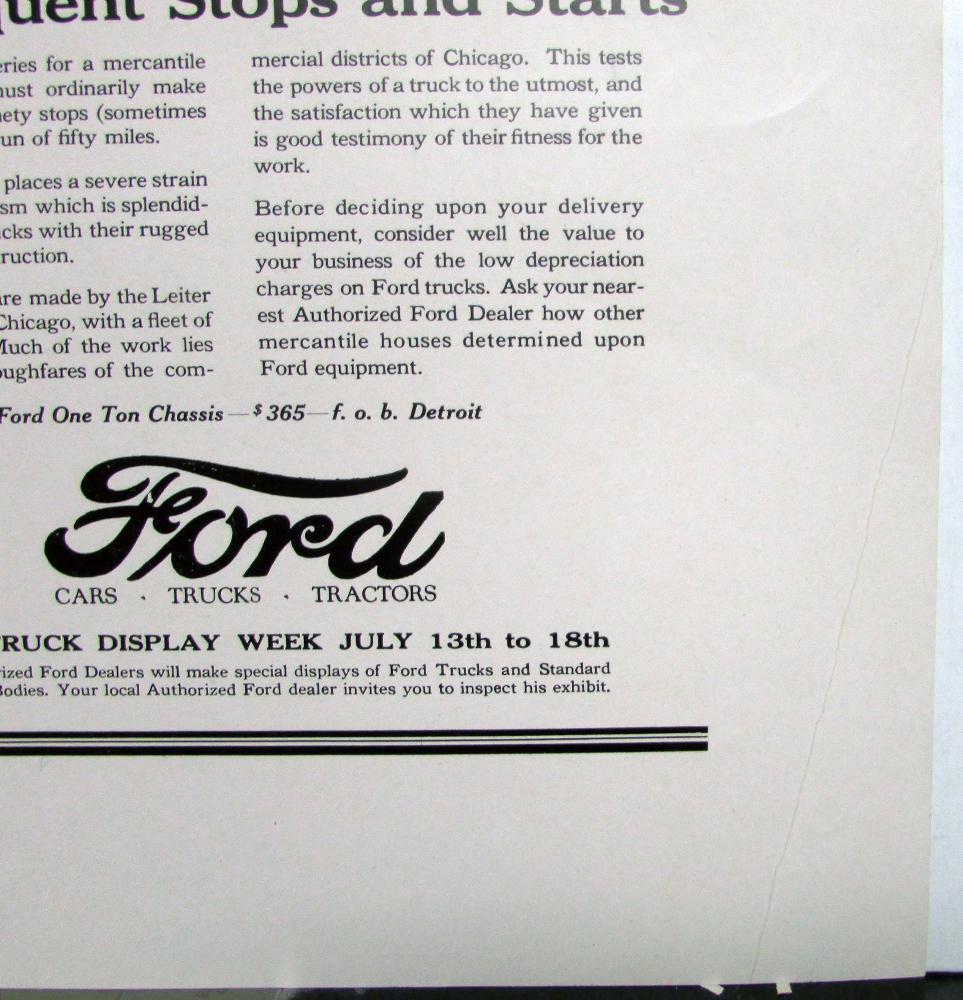 quent Stops and Starts
eries for a mercantile
nust ordinarily make
nety stops (sometimes
un of fifty miles.
places a severe strain
sm which is splendid-
cks with their rugged
ruction.
are made by the Leiter
Chicago, with a fleet of
Much of the work lies
oughfares of the com-
mercial districts of Chicago. This tests
the powers of a truck to the utmost, and
the satisfaction which they have given
is good testimony of their fitness for the
work.
Before deciding upon your delivery
equipment, consider well the value to
your business of the low depreciation
charges on Ford trucks. Ask your near-
est Authorized Ford Dealer how other
mercantile houses determined upon
Ford equipment.
Ford One Ton Chassis—$365—f. o. b. Detroit
Ford
CARS · TRUCKS · TRACTORS
TRUCK DISPLAY WEEK JULY 13th to 18th
ized Ford Dealers will make special displays of Ford Trucks and Standard
Bodies. Your local Authorized Ford dealer invites you to inspect his exhibit.